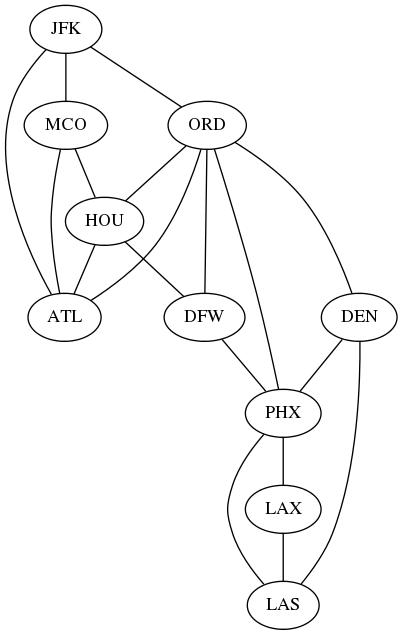 JFK
MCO
ORD
HOU
ATL
DFW
DEN
PHX
LAX
LAS